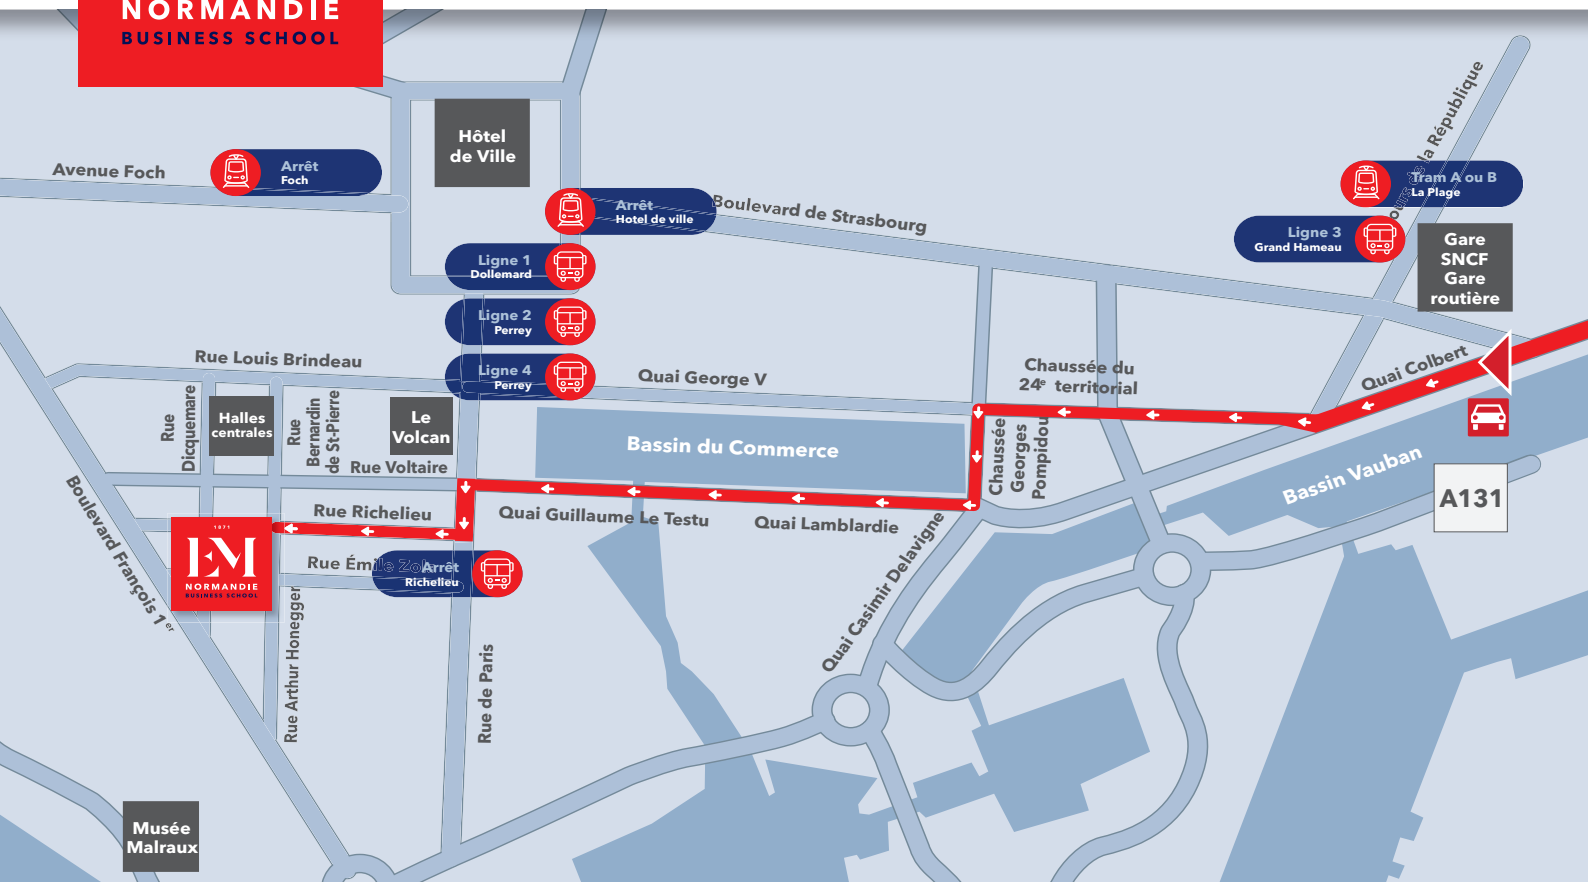 NORMANDIE
BUSINESS SCHOOL
Hôtel
de Ville
Avenue Foch
Arrêt
Foch
Arrêt
Hotel de ville
Boulevard de Strasbourg
de la République
Tram A ou B
La Plage
Ligne 3
Grand Hameau
Gare
SNCF
Gare
routière
Ligne 1
Dollemard
Ligne 2
Perrey
Ligne 4
Perrey
Rue Louis Brindeau
Quai George V
Chaussée du
24e territorial
Quai Colbert
Rue
Dicquemare
Halles
centrales
Rue
Bernardin
de St-Pierre
Le
Volcan
Rue Voltaire
Bassin du Commerce
Chaussée
Georges
Pompidou
Bassin Vauban
A131
Boulevard François 1er
Rue Richelieu
Quai Guillaume Le Testu
Quai Lamblardie
Quai Casimir Delavigne
1871
EM
NORMANDIE
BUSINESS SCHOOL
Rue Émile Zola
Arrêt
Richelieu
Rue Arthur Honegger
Rue de Paris
Musée
Malraux